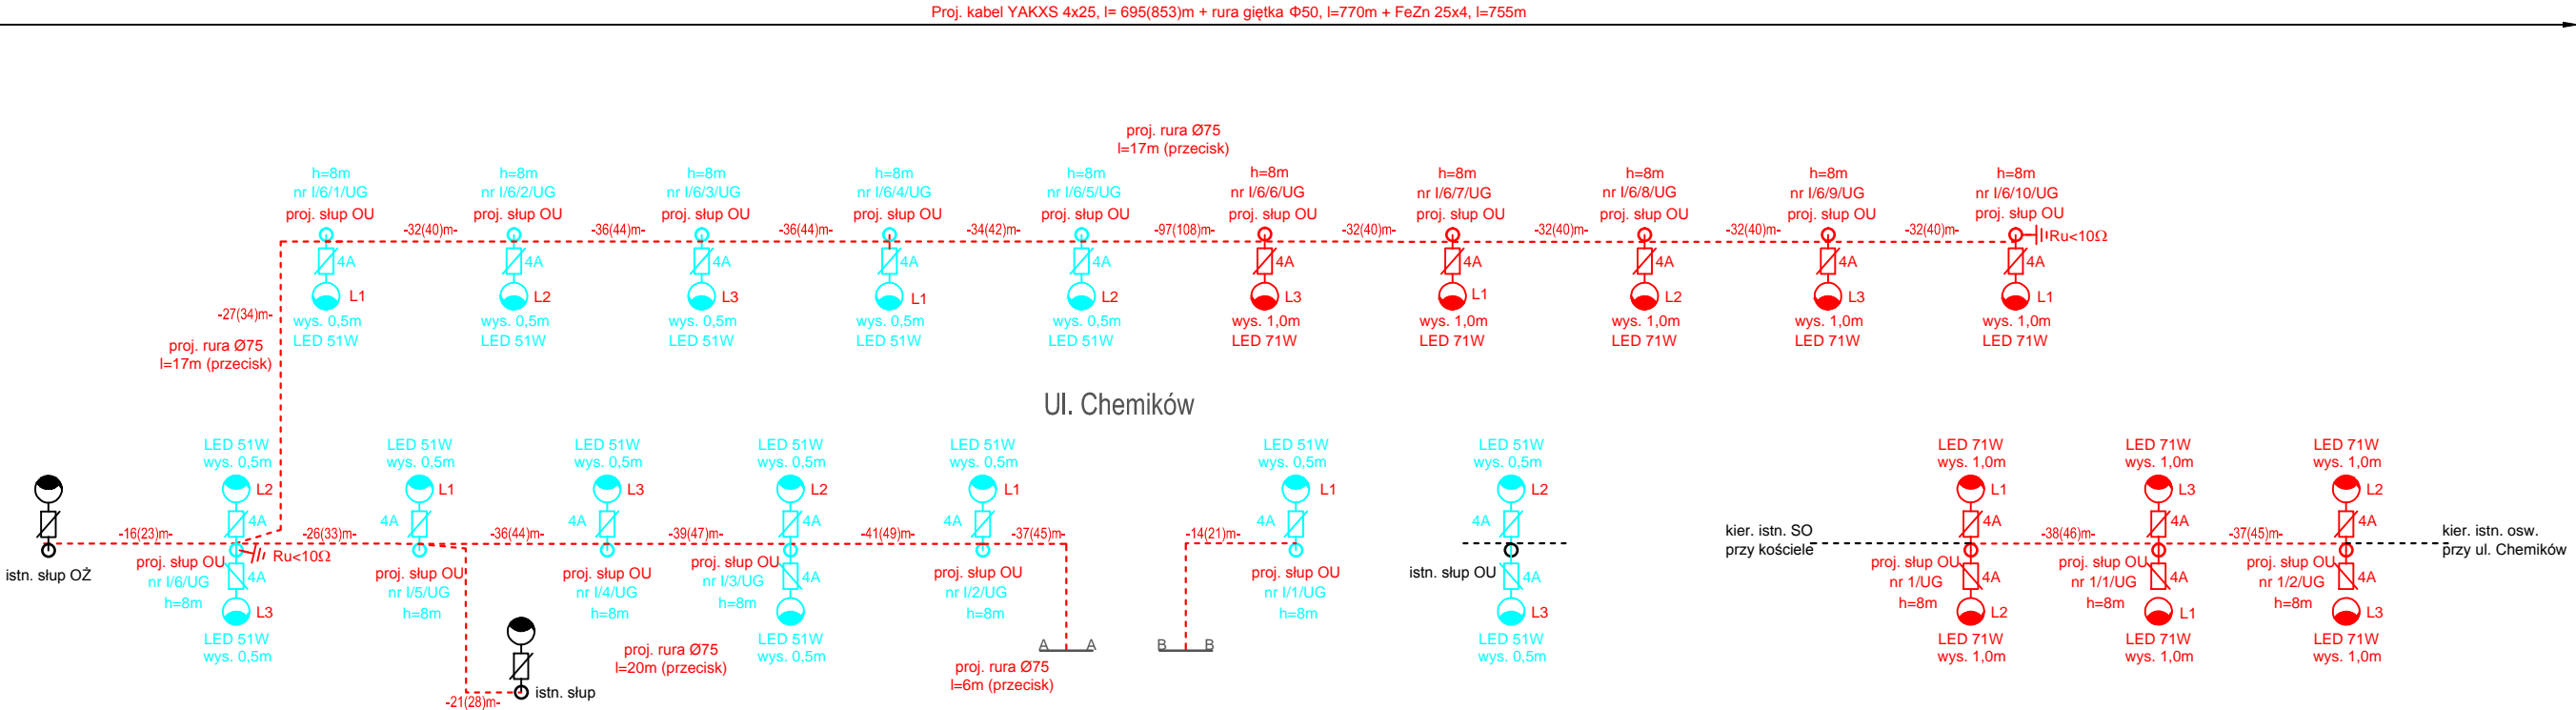 Proj. kabel YAKXS 4x25, l= 695(853)m + rura giętka Φ50, l=770m + FeZn 25x4, l=755m
proj. rura Ø75
l=17m (przecisk)
h=8m
nr I/6/1/UG
proj. słup OU
h=8m
nr I/6/2/UG
proj. słup OU
h=8m
nr I/6/3/UG
proj. słup OU
h=8m
nr I/6/4/UG
proj. słup OU
h=8m
nr I/6/5/UG
proj. słup OU
h=8m
nr I/6/6/UG
proj. słup OU
h=8m
nr I/6/7/UG
proj. słup OU
h=8m
nr I/6/8/UG
proj. słup OU
h=8m
nr I/6/9/UG
proj. słup OU
h=8m
nr I/6/10/UG
proj. słup OU
-32(40)m-
-36(44)m-
-36(44)m-
-34(42)m-
-97(108)m-
-32(40)m-
-32(40)m-
-32(40)m-
-32(40)m-
Ru<10Ω
4A
4A
4A
4A
4A
4A
4A
4A
4A
4A
L1
L2
L3
L1
L2
L3
L1
L2
L3
L1
wys. 0,5m
LED 51W
wys. 0,5m
LED 51W
wys. 0,5m
LED 51W
wys. 0,5m
LED 51W
wys. 0,5m
LED 51W
wys. 1,0m
LED 71W
wys. 1,0m
LED 71W
wys. 1,0m
LED 71W
wys. 1,0m
LED 71W
wys. 1,0m
LED 71W
-27(34)m-
proj. rura Ø75
l=17m (przecisk)
Ul. Chemików
LED 51W
wys. 0,5m
LED 51W
wys. 0,5m
LED 51W
wys. 0,5m
LED 51W
wys. 0,5m
LED 51W
wys. 0,5m
LED 51W
wys. 0,5m
LED 51W
wys. 0,5m
LED 71W
wys. 1,0m
LED 71W
wys. 1,0m
LED 71W
wys. 1,0m
L2
L1
L3
L2
L1
L1
L2
L1
L3
L2
4A
4A
4A
4A
4A
4A
4A
4A
4A
4A
-16(23)m-
-26(33)m-
-36(44)m-
-39(47)m-
-41(49)m-
-37(45)m-
-14(21)m-
kier. istn. SO
przy kościele
-38(46)m-
-37(45)m-
kier. istn. osw.
przy ul. Chemików
istn. słup OŻ
proj. słup OU
nr I/6/UG
h=8m
Ru<10Ω
4A
L3
LED 51W
wys. 0,5m
proj. słup OU
nr I/5/UG
h=8m
proj. słup OU
nr I/4/UG
h=8m
proj. słup OU
nr I/3/UG
h=8m
4A
LED 51W
wys. 0,5m
proj. słup OU
nr I/2/UG
h=8m
proj. słup OU
nr I/1/UG
h=8m
istn. słup OU
4A
L3
LED 51W
wys. 0,5m
proj. słup OU
nr 1/UG
h=8m
4A
L2
LED 71W
wys. 1,0m
proj. słup OU
nr 1/1/UG
h=8m
4A
L1
LED 71W
wys. 1,0m
proj. słup OU
nr 1/2/UG
h=8m
4A
L3
LED 71W
wys. 1,0m
proj. rura Ø75
l=20m (przecisk)
A A
B B
proj. rura Ø75
l=6m (przecisk)
istn. słup
-21(28)m-